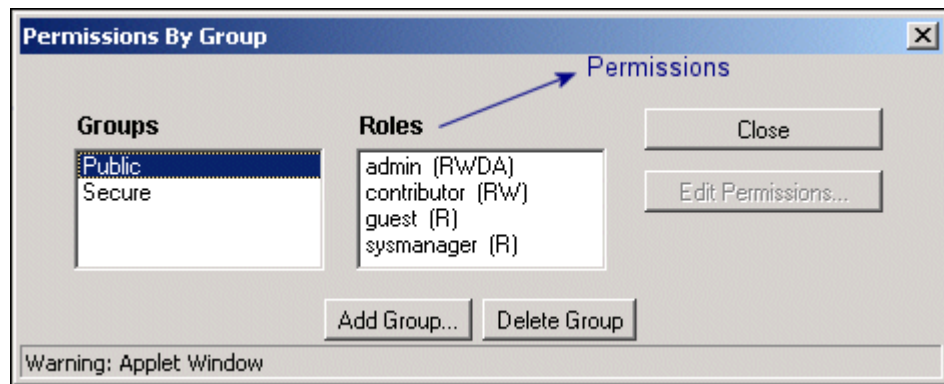 Permissions By Group
Permissions
Groups
Roles
Close
Public
Secure
admin (RWDA)
contributor (RW)
guest (R)
sysmanager (R)
Edit Permissions...
Add Group...
Delete Group
Warning: Applet Window